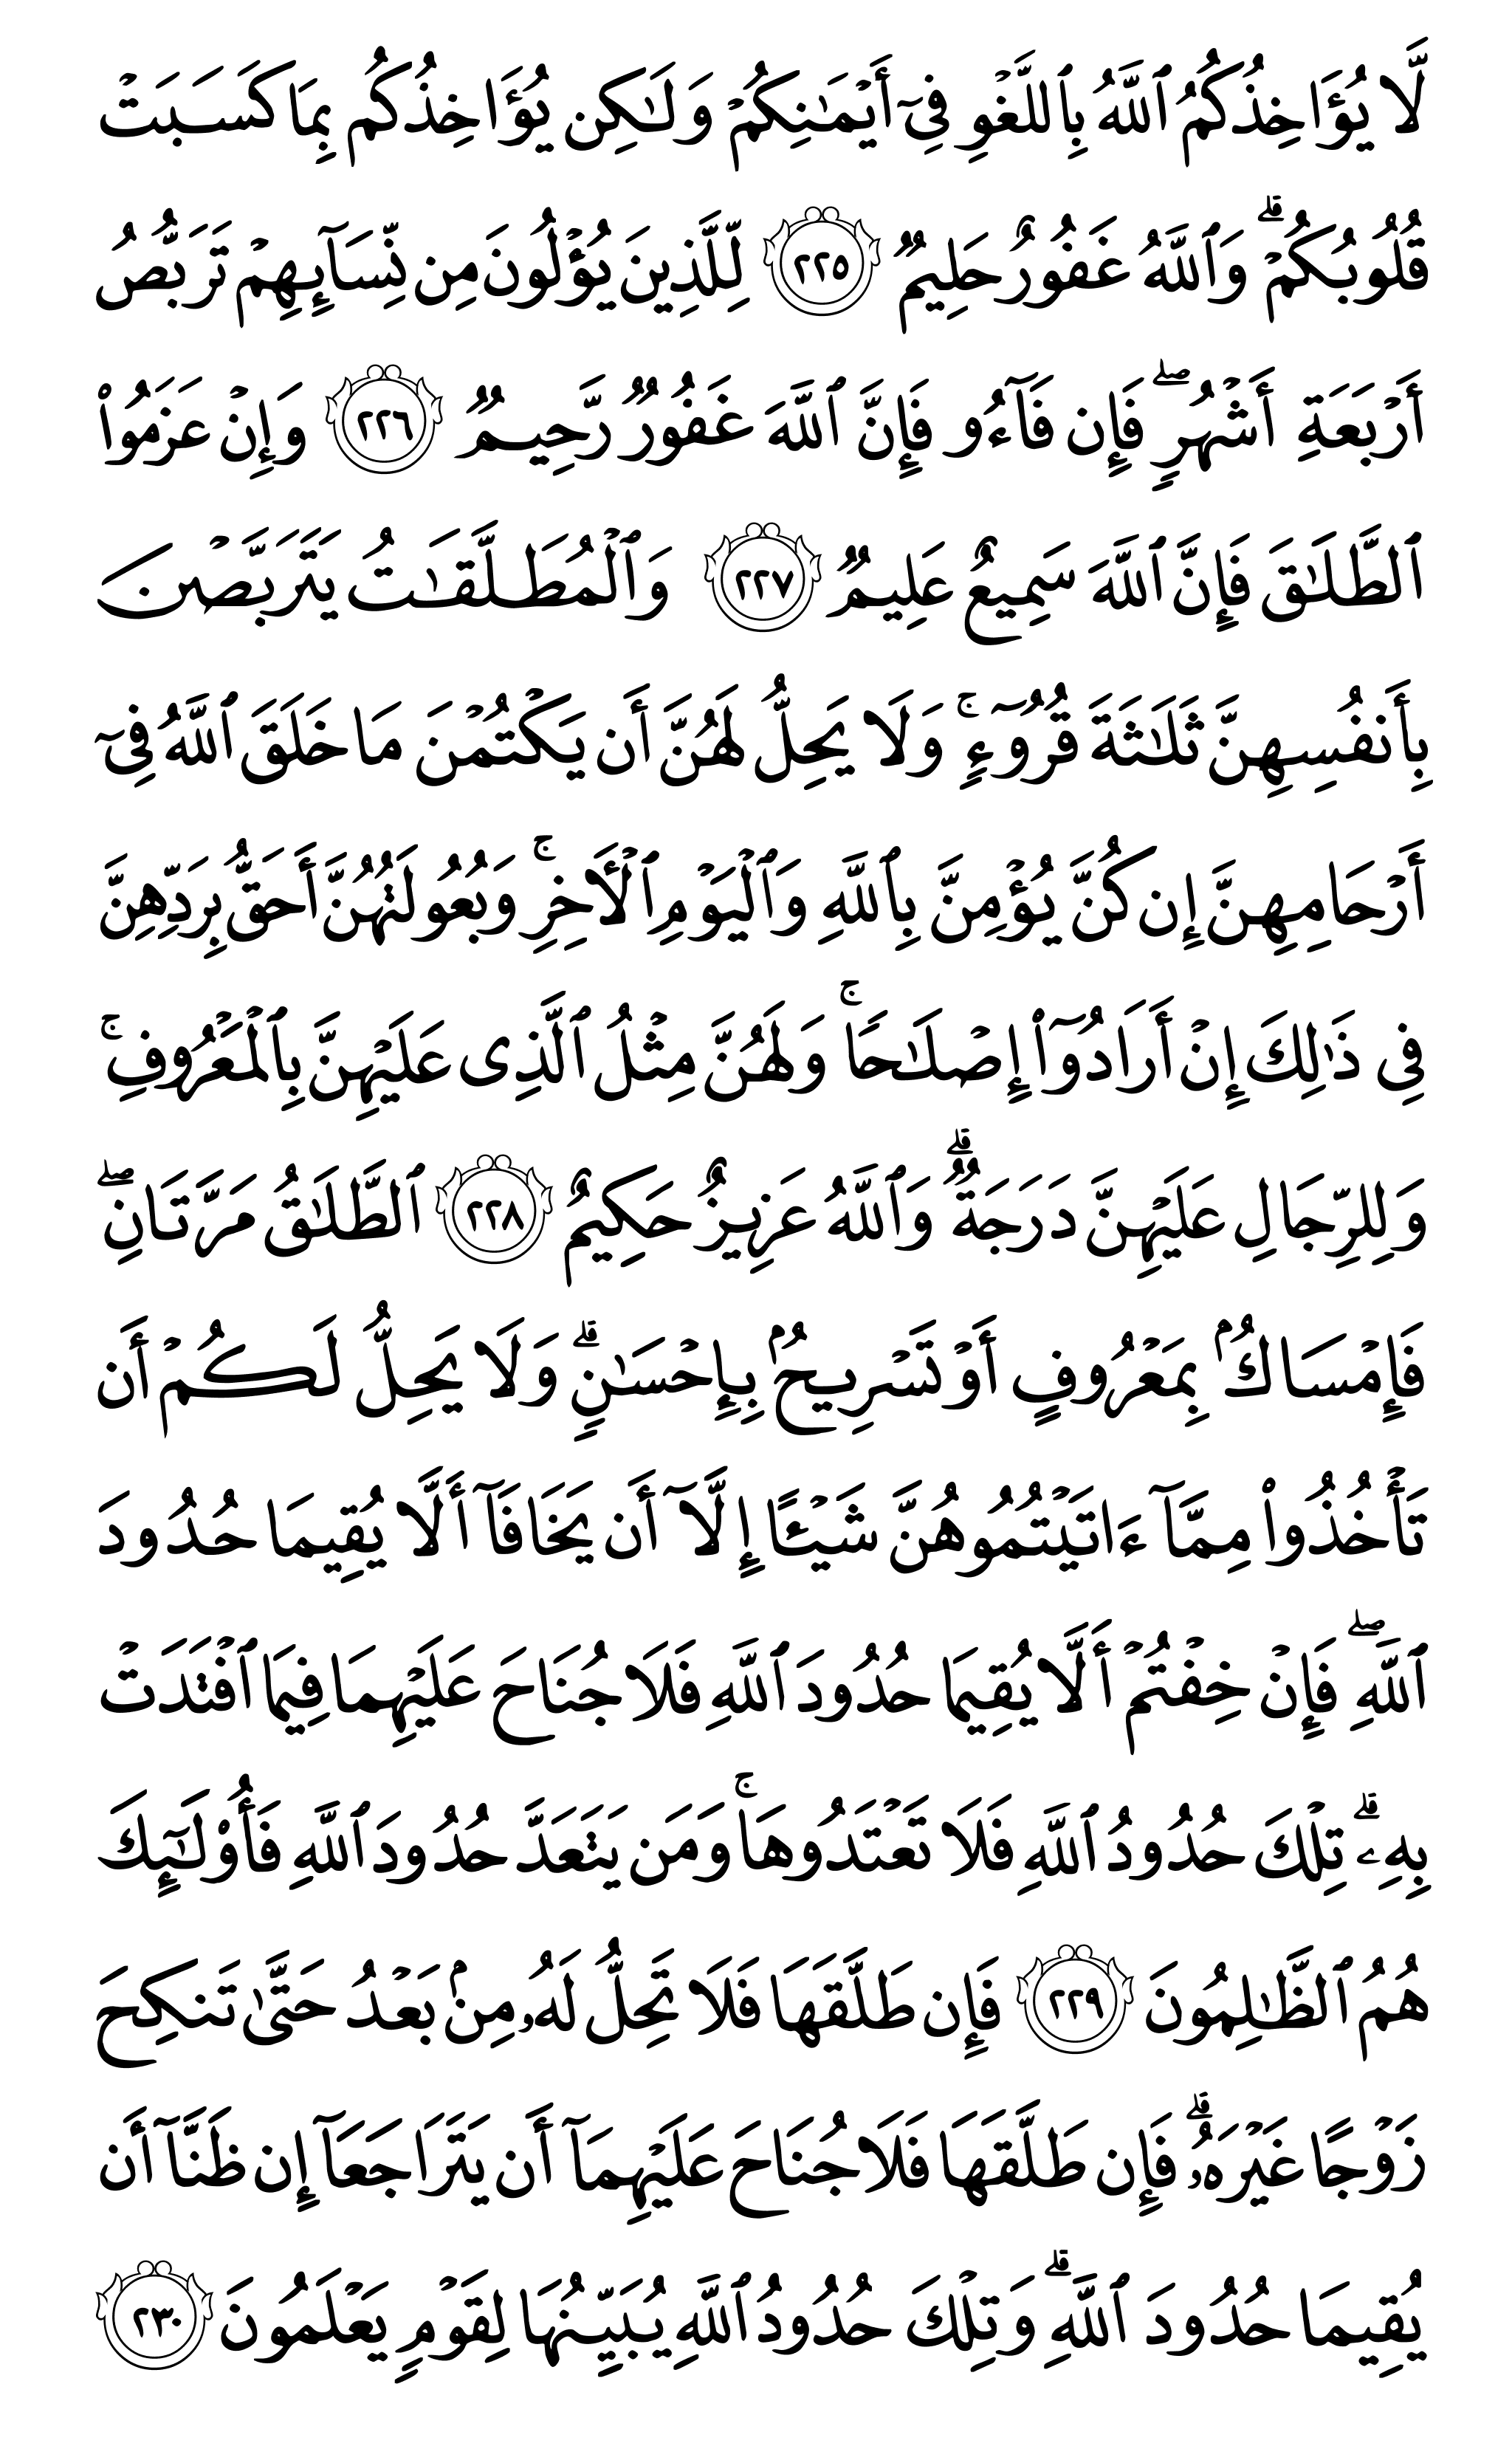 لَّا يُؤَاخِذُكُمُ ٱللَّهُ بِٱللَّغْوِ فِىٓ أَيْمَـٰنِكُمْ وَلَـٰكِن يُؤَاخِذُكُم بِمَا كَسَبَتْ
قُلُوبُكُمْ ۗ وَٱللَّهُ غَفُورٌ حَلِيمٌ ٢٢٥ لِّلَّذِينَ يُؤْلُونَ مِن نِّسَآئِهِمْ تَرَبُّصُ
أَرْبَعَةِ أَشْهُرٍ ۖ فَإِن فَآءُو فَإِنَّ ٱللَّهَ غَفُورٌ رَّحِيمٌ ٢٢٦ وَإِنْ عَزَمُوا۟
ٱلطَّلَـٰقَ فَإِنَّ ٱللَّهَ سَمِيعٌ عَلِيمٌ ٢٢٧ وَٱلْمُطَلَّقَـٰتُ يَتَرَبَّصْنَ
بِأَنفُسِهِنَّ ثَلَـٰثَةَ قُرُوٓءٍ ۚ وَلَا يَحِلُّ لَهُنَّ أَن يَكْتُمْنَ مَا خَلَقَ ٱللَّهُ فِىٓ
أَرْحَامِهِنَّ إِن كُنَّ يُؤْمِنَّ بِٱللَّهِ وَٱلْيَوْمِ ٱلْـَٔاخِرِ ۚ وَبُعُولَتُهُنَّ أَحَقُّ بِرَدِّهِنَّ
فِى ذَٰلِكَ إِنْ أَرَادُوٓا۟ إِصْلَـٰحًا ۚ وَلَهُنَّ مِثْلُ ٱلَّذِى عَلَيْهِنَّ بِٱلْمَعْرُوفِ ۚ
وَلِلرِّجَالِ عَلَيْهِنَّ دَرَجَةٌ ۗ وَٱللَّهُ عَزِيزٌ حَكِيمٌ ٢٢٨ ٱلطَّلَـٰقُ مَرَّتَانِ ۖ
فَإِمْسَاكٌۢ بِمَعْرُوفٍ أَوْ تَسْرِيحٌۢ بِإِحْسَـٰنٍ ۗ وَلَا يَحِلُّ لَكُمْ أَن
تَأْخُذُوا۟ مِمَّآ ءَاتَيْتُمُوهُنَّ شَيْـًٔا إِلَّآ أَن يَخَافَآ أَلَّا يُقِيمَا حُدُودَ
ٱللَّهِ ۖ فَإِنْ خِفْتُمْ أَلَّا يُقِيمَا حُدُودَ ٱللَّهِ فَلَا جُنَاحَ عَلَيْهِمَا فِيمَا ٱفْتَدَتْ
بِهِۦ ۗ تِلْكَ حُدُودُ ٱللَّهِ فَلَا تَعْتَدُوهَا ۚ وَمَن يَتَعَدَّ حُدُودَ ٱللَّهِ فَأُو۟لَـٰٓئِكَ
هُمُ ٱلظَّـٰلِمُونَ ٢٢٩ فَإِن طَلَّقَهَا فَلَا تَحِلُّ لَهُۥ مِنۢ بَعْدُ حَتَّىٰ تَنكِحَ
زَوْجًا غَيْرَهُۥ ۗ فَإِن طَلَّقَهَا فَلَا جُنَاحَ عَلَيْهِمَآ أَن يَتَرَاجَعَآ إِن ظَنَّآ أَن
يُقِيمَا حُدُودَ ٱللَّهِ ۗ وَتِلْكَ حُدُودُ ٱللَّهِ يُبَيِّنُهَا لِقَوْمٍ يَعْلَمُونَ ٢٣٠